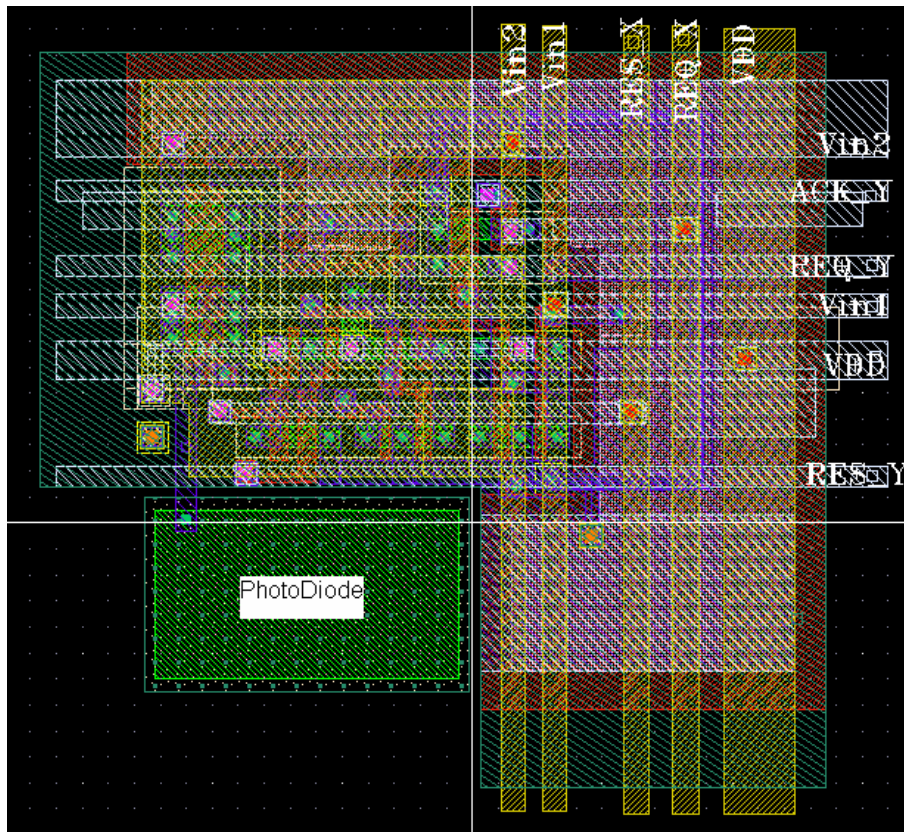 Vin2
Vin1
RES_X
REQ_X
VDD
Vin2
ACK_Y
REQ_Y
Vin1
VDD
RES_Y
PhotoDiode